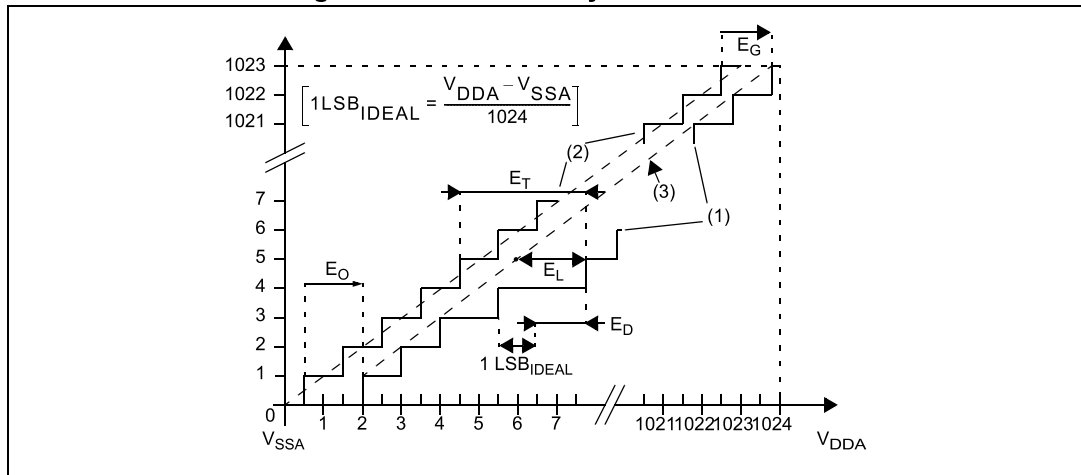 E_G
1023
1022
1021
[1LSB_IDEAL = V_DDA – V_SSA / 1024]
(2)
E_T
(3)
(1)
7
6
5
4
3
2
1
0
E_O
E_L
E_D
1 LSB_IDEAL
1 2 3 4 5 6 7 1021 1022 1023 1024
V_SSA
V_DDA